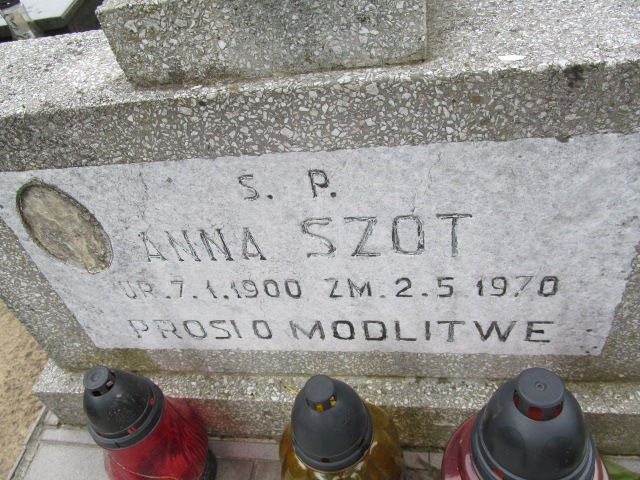 S. P.
ANNA SZOT
UR. 7.1.1900 ZM. 2.5.1970
PROSI O MODLITWE